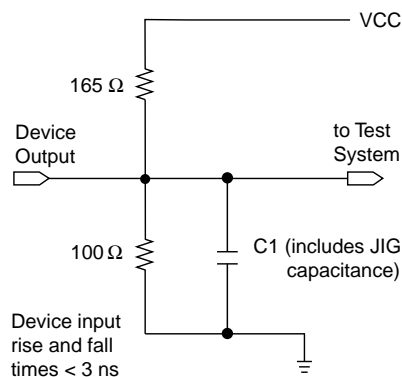 VCC
165 Ω
Device
Output
to Test
System
100 Ω
C1 (includes JIG
capacitance)
Device input
rise and fall
times < 3 ns